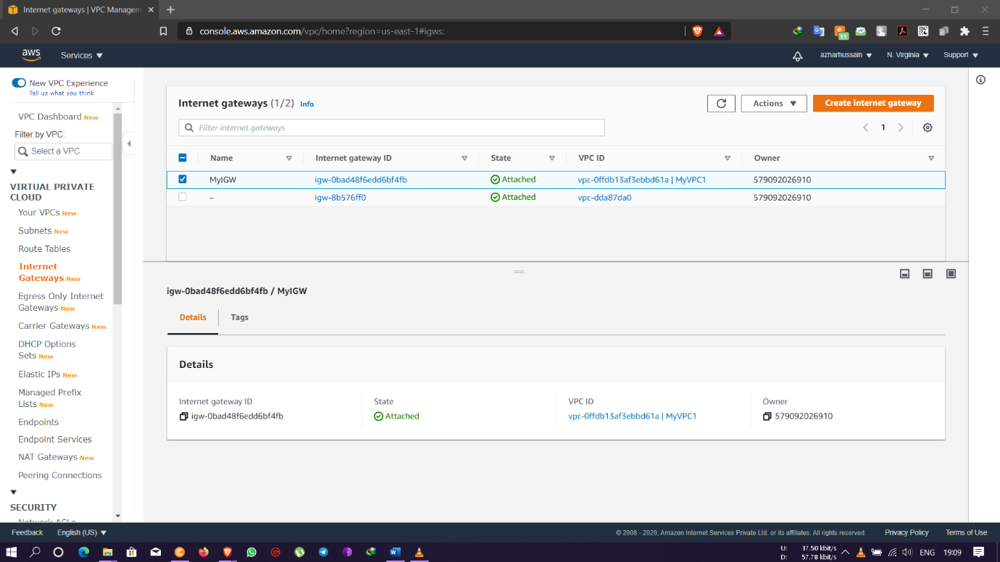 Internet gateways | VPC Managem
console.aws.amazon.com/vpc/home?region=us-east-1#igws:
11
aws
Services
azharhussain
N. Virginia
Support
New VPC Experience
Tell us what you think
VPC Dashboard New
Filter by VPC:
Select a VPC
VIRTUAL PRIVATE
CLOUD
Your VPCs New
Subnets New
Route Tables
Internet
Gateways New
Egress Only Internet
Gateways New
Carrier Gateways New
DHCP Options
Sets New
Elastic IPs New
Managed Prefix
Lists New
Endpoints
Endpoint Services
NAT Gateways New
Peering Connections
SECURITY
Network ACLs
Internet gateways (1/2) Info
Actions
Create internet gateway
Filter internet gateways
1
Name Internet gateway ID State VPC ID Owner
MyIGW igw-0bad48f6edd6bf4fb Attached vpc-0ffdb13af3ebbd61a | MyVPC1 579092026910
– igw-8b576ff0 Attached vpc-dda87da0 579092026910
igw-0bad48f6edd6bf4fb / MyIGW
Details Tags
Details
Internet gateway ID State VPC ID Owner
igw-0bad48f6edd6bf4fb Attached vpc-0ffdb13af3ebbd61a | MyVPC1 579092026910
Feedback English (US)
© 2008 - 2020, Amazon Internet Services Private Ltd. or its affiliates. All rights reserved. Privacy Policy Terms of Use
U: 17.50 kbit/s
D: 57.78 kbit/s
ENG 19:09